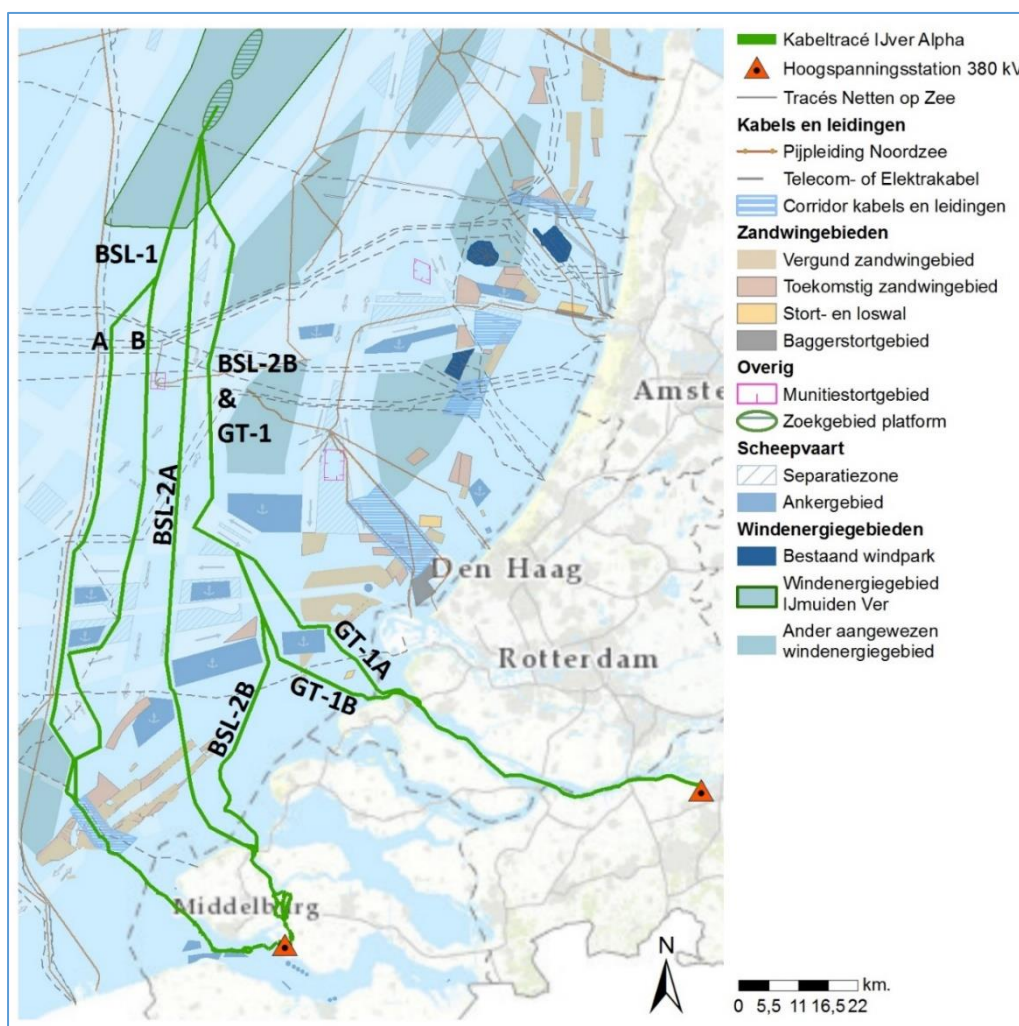 BSL-1
A
B
BSL-2B
&
GT-1
BSL-2A
Amste
Den Haag
GT-1A
Rotterdam
GT-1B
BSL-2B
Middelburg
Kabeltracé IJver Alpha
Hoogspanningsstation 380 kV
Tracés Netten op Zee
Kabels en leidingen
Pijpleiding Noordzee
Telecom- of Elektrakabel
Corridor kabels en leidingen
Zandwingebieden
Vergund zandwingebied
Toekomstig zandwingebied
Stort- en loswal
Baggerstortgebied
Overig
Munitiestortgebied
Zoekgebied platform
Scheepvaart
Separatiezone
Ankergebied
Windenergiegebieden
Bestaand windpark
Windenergiegebied
IJmuiden Ver
Ander aangewezen
windenergiegebied
N
km.
0 5,5 11 16,5 22